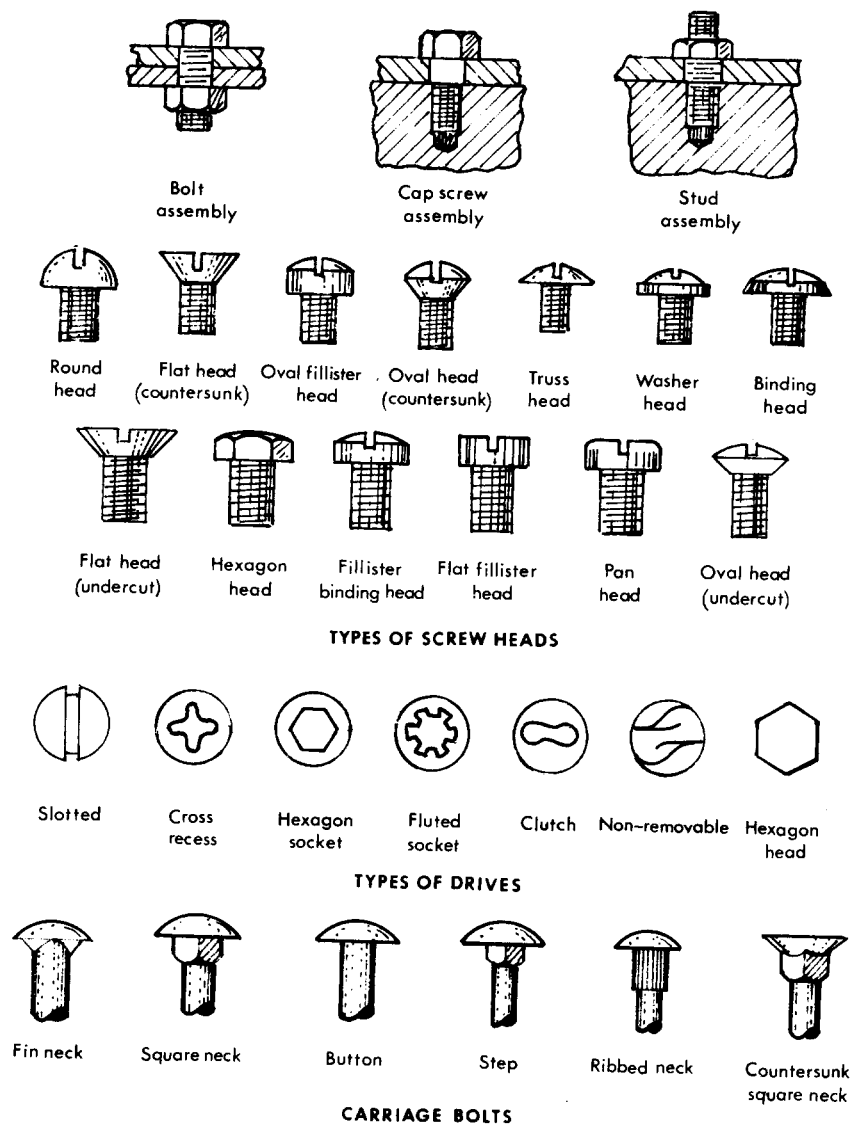 Bolt
assembly
Cap screw
assembly
Stud
assembly
Round
head
Flat head
(countersunk)
Oval fillister
head
Oval head
(countersunk)
Truss
head
Washer
head
Binding
head
Flat head
(undercut)
Hexagon
head
Fillister
binding head
Flat fillister
head
Pan
head
Oval head
(undercut)
TYPES OF SCREW HEADS
Slotted
Cross
recess
Hexagon
socket
Fluted
socket
Clutch
Non-removable
Hexagon
head
TYPES OF DRIVES
Fin neck
Square neck
Button
Step
Ribbed neck
Countersunk
square neck
CARRIAGE BOLTS